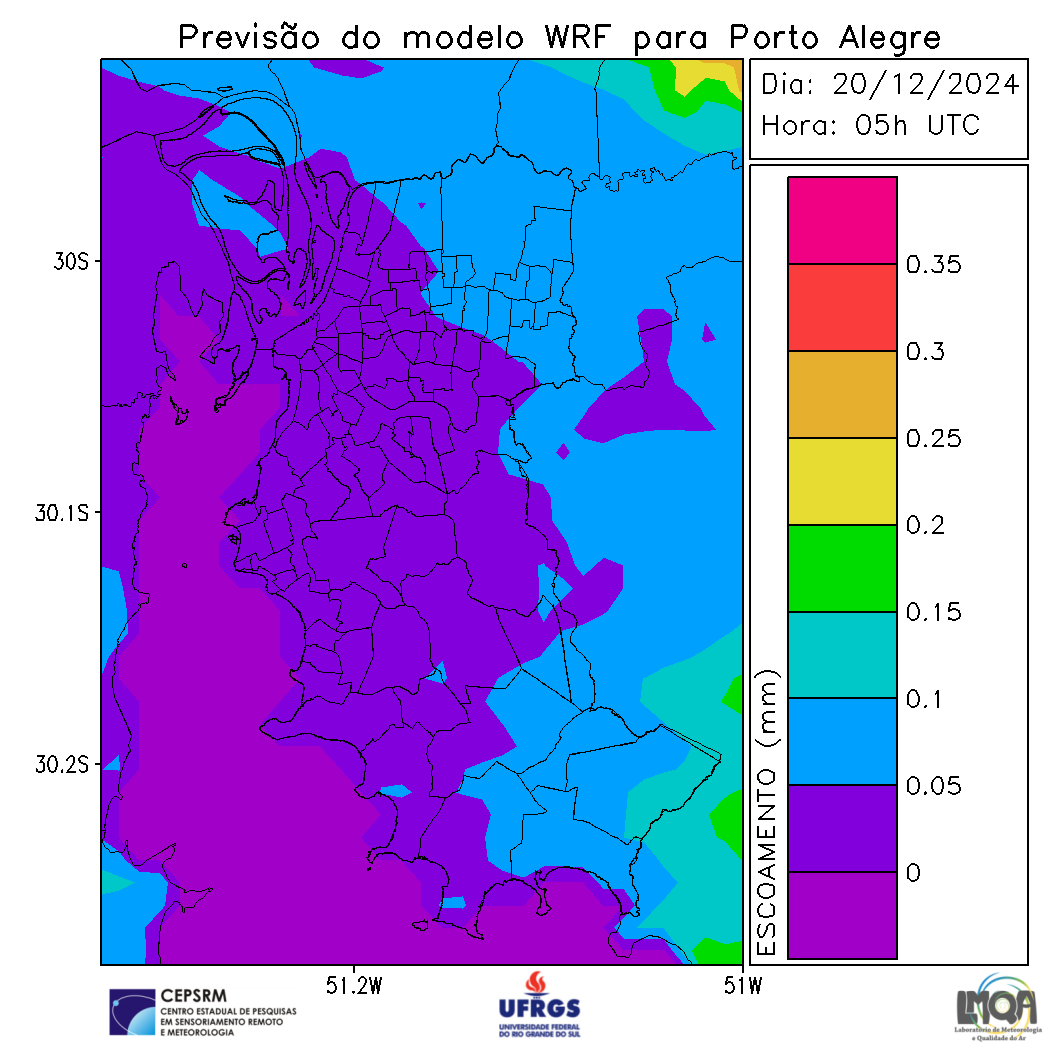 Previsão do modelo WRF para Porto Alegre
Dia: 20/12/2024
Hora: 05h UTC
30S
30.1S
30.2S
51.2W
51W
ESCOAMENTO (mm)
0.35
0.3
0.25
0.2
0.15
0.1
0.05
0
CEPSRM
CENTRO ESTADUAL DE PESQUISAS
EM SENSORIAMENTO REMOTO
E METEOROLOGIA
UFRGS
UNIVERSIDADE FEDERAL
DO RIO GRANDE DO SUL
LMQA
Laboratório de Meteorologia
e Qualidade do Ar